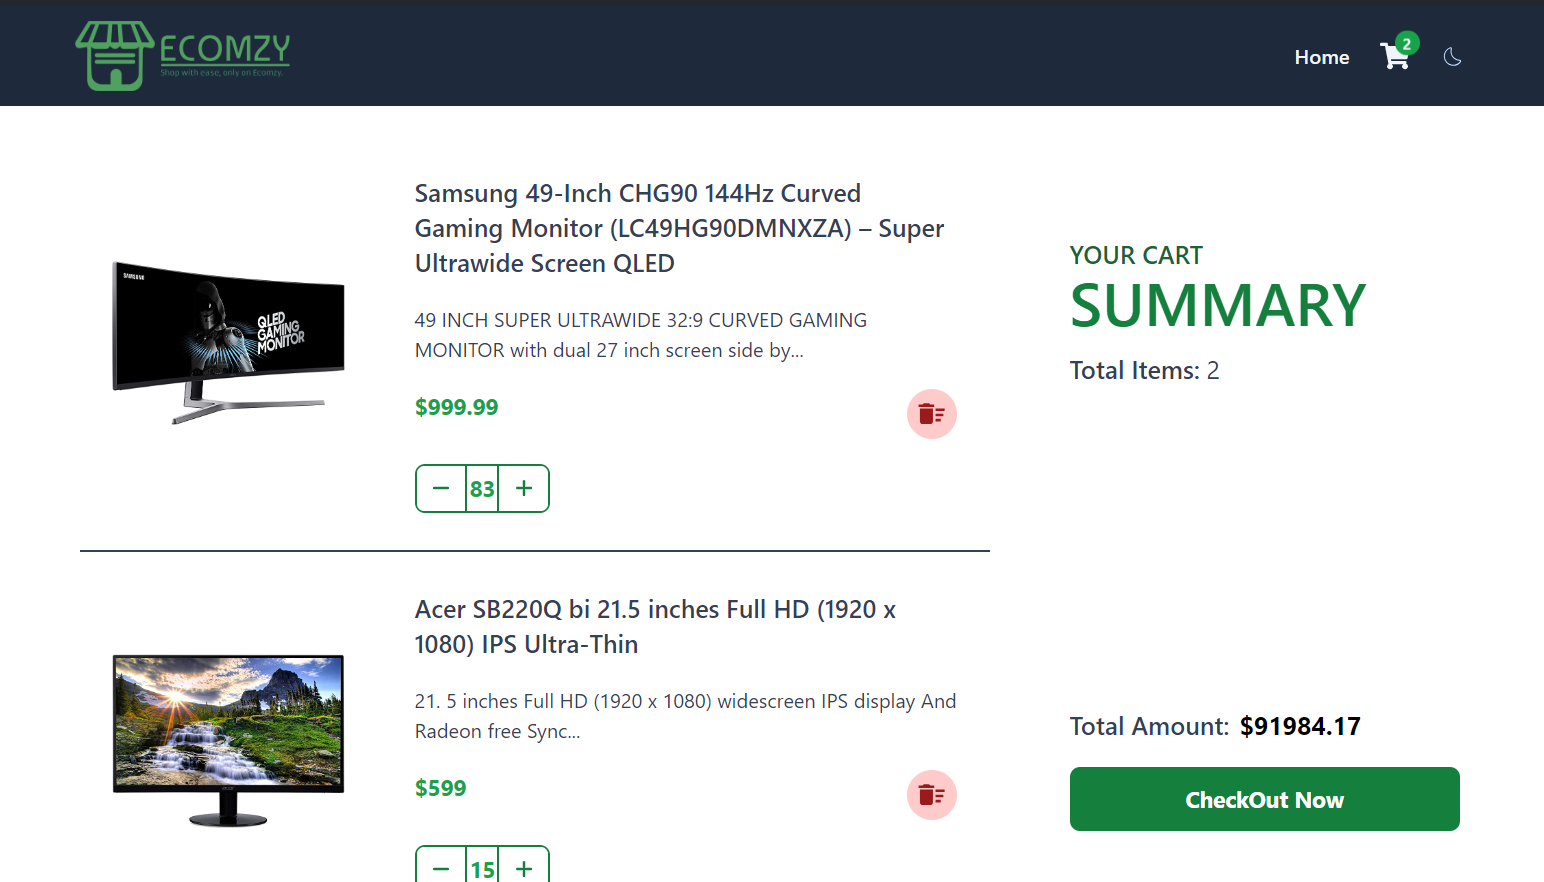 ECOMZY
Shop with ease, only on Ecomzy.
Home
2
Samsung 49-Inch CHG90 144Hz Curved
Gaming Monitor (LC49HG90DMNXZA) – Super
Ultrawide Screen QLED
SAMSUNG
QLED
GAMING
MONITOR
49 INCH SUPER ULTRAWIDE 32:9 CURVED GAMING
MONITOR with dual 27 inch screen side by...
$999.99
83
Acer SB220Q bi 21.5 inches Full HD (1920 x
1080) IPS Ultra-Thin
21. 5 inches Full HD (1920 x 1080) widescreen IPS display And
Radeon free Sync...
$599
15
YOUR CART
SUMMARY
Total Items: 2
Total Amount: $91984.17
CheckOut Now